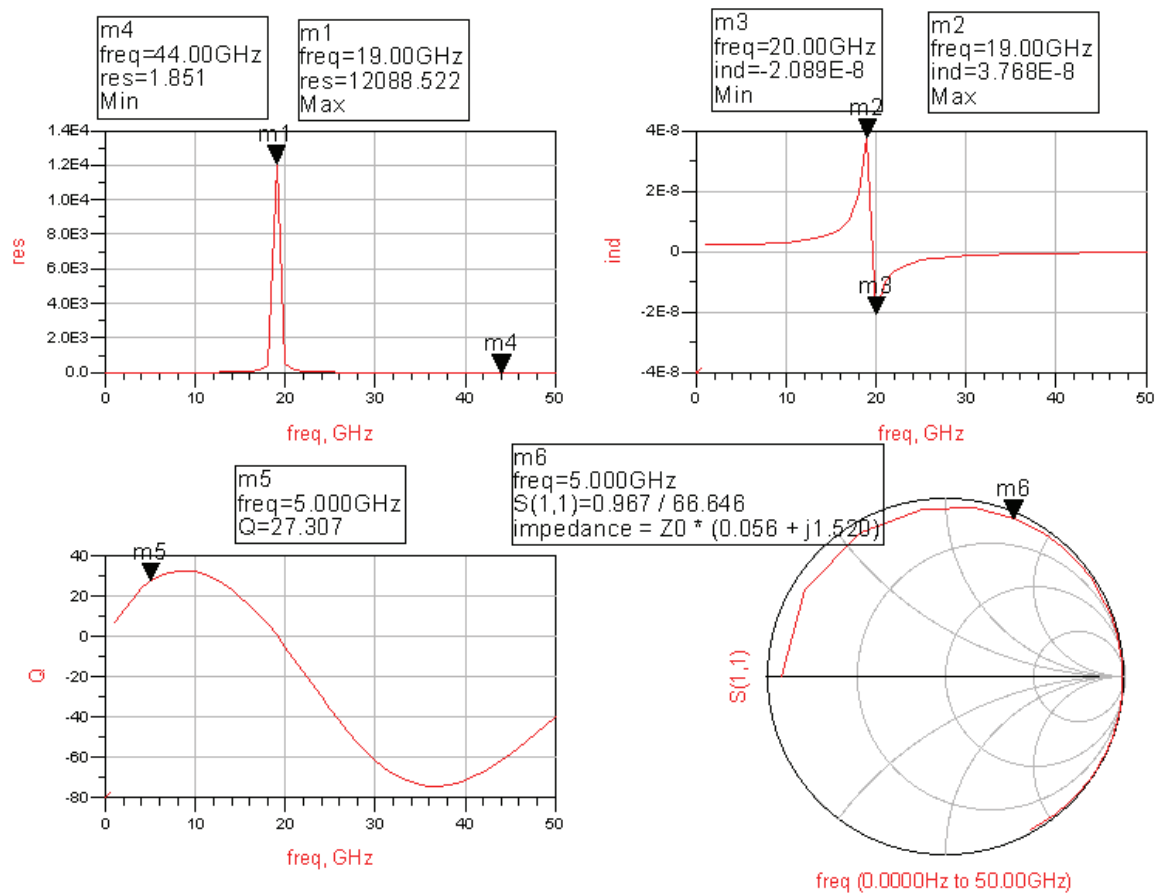 m4
freq=44.00GHz
res=1.851
Min
m1
freq=19.00GHz
res=12088.522
Max
m3
freq=20.00GHz
ind=-2.089E-8
Min
m2
freq=19.00GHz
ind=3.768E-8
Max
1.4E4
1.2E4
1.0E4
8.0E3
6.0E3
4.0E3
2.0E3
0.0
res
m1
m4
0 10 20 30 40 50
freq, GHz
4E-8
2E-8
0
-2E-8
-4E-8
ind
m2
m3
0 10 20 30 40 50
freq, GHz
m5
freq=5.000GHz
Q=27.307
m6
freq=5.000GHz
S(1,1)=0.967 / 66.646
impedance = Z0 * (0.056 + j1.520)
40
20
0
-20
-40
-60
-80
Q
m5
0 10 20 30 40 50
freq, GHz
m6
S(1,1)
freq (0.0000Hz to 50.00GHz)